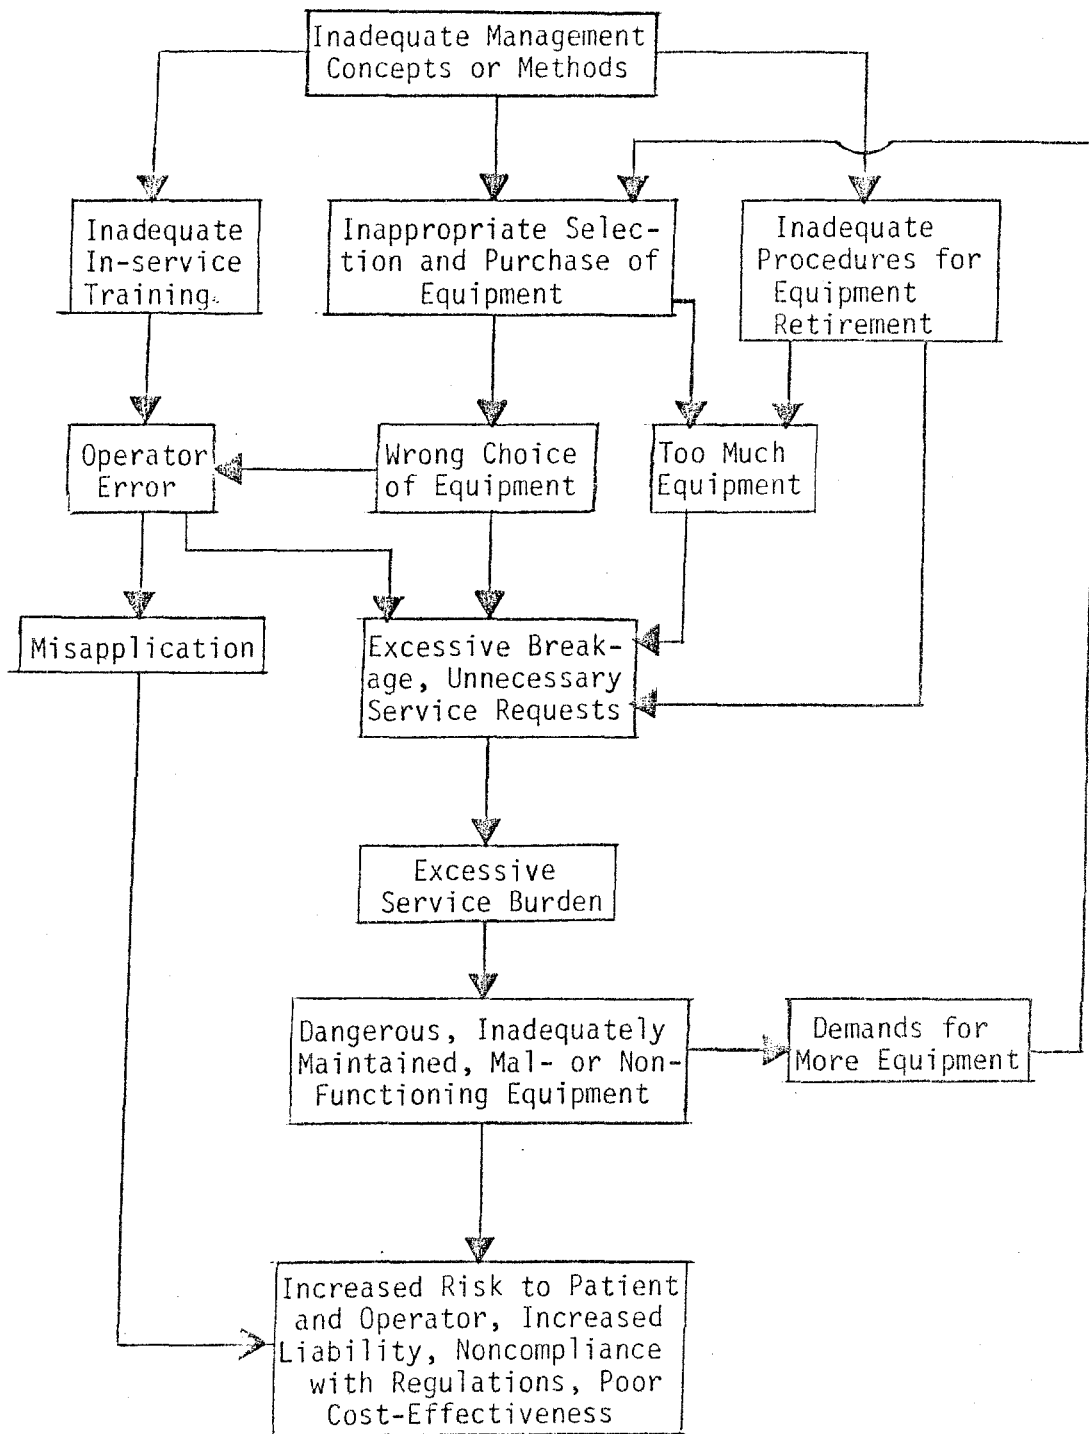 Inadequate Management
Concepts or Methods
Inadequate
In-service
Training
Inappropriate Selec-
tion and Purchase of
Equipment
Inadequate
Procedures for
Equipment
Retirement
Operator
Error
Wrong Choice
of Equipment
Too Much
Equipment
Misapplication
Excessive Break-
age, Unnecessary
Service Requests
Excessive
Service Burden
Dangerous, Inadequately
Maintained, Mal- or Non-
Functioning Equipment
Demands for
More Equipment
Increased Risk to Patient
and Operator, Increased
Liability, Noncompliance
with Regulations, Poor
Cost-Effectiveness